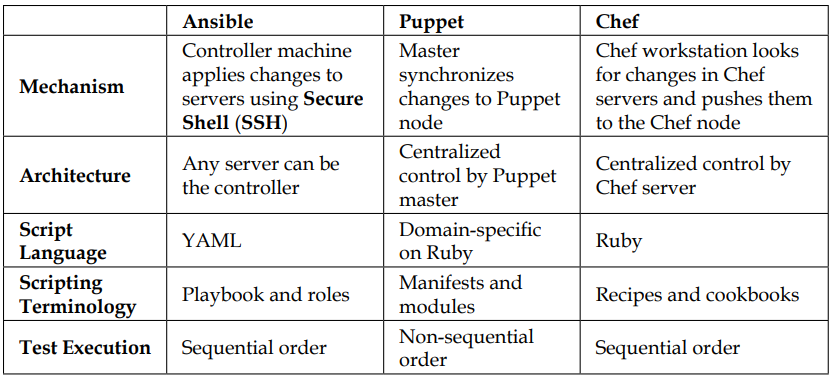 Ansible Puppet Chef
Mechanism
Controller machine
applies changes to
servers using Secure
Shell (SSH)
Master
synchronizes
changes to Puppet
node
Chef workstation looks
for changes in Chef
servers and pushes them
to the Chef node
Architecture
Any server can be
the controller
Centralized
control by Puppet
master
Centralized control by
Chef server
Script
Language
YAML
Domain-specific
on Ruby
Ruby
Scripting
Terminology
Playbook and roles
Manifests and
modules
Recipes and cookbooks
Test Execution
Sequential order
Non-sequential
order
Sequential order